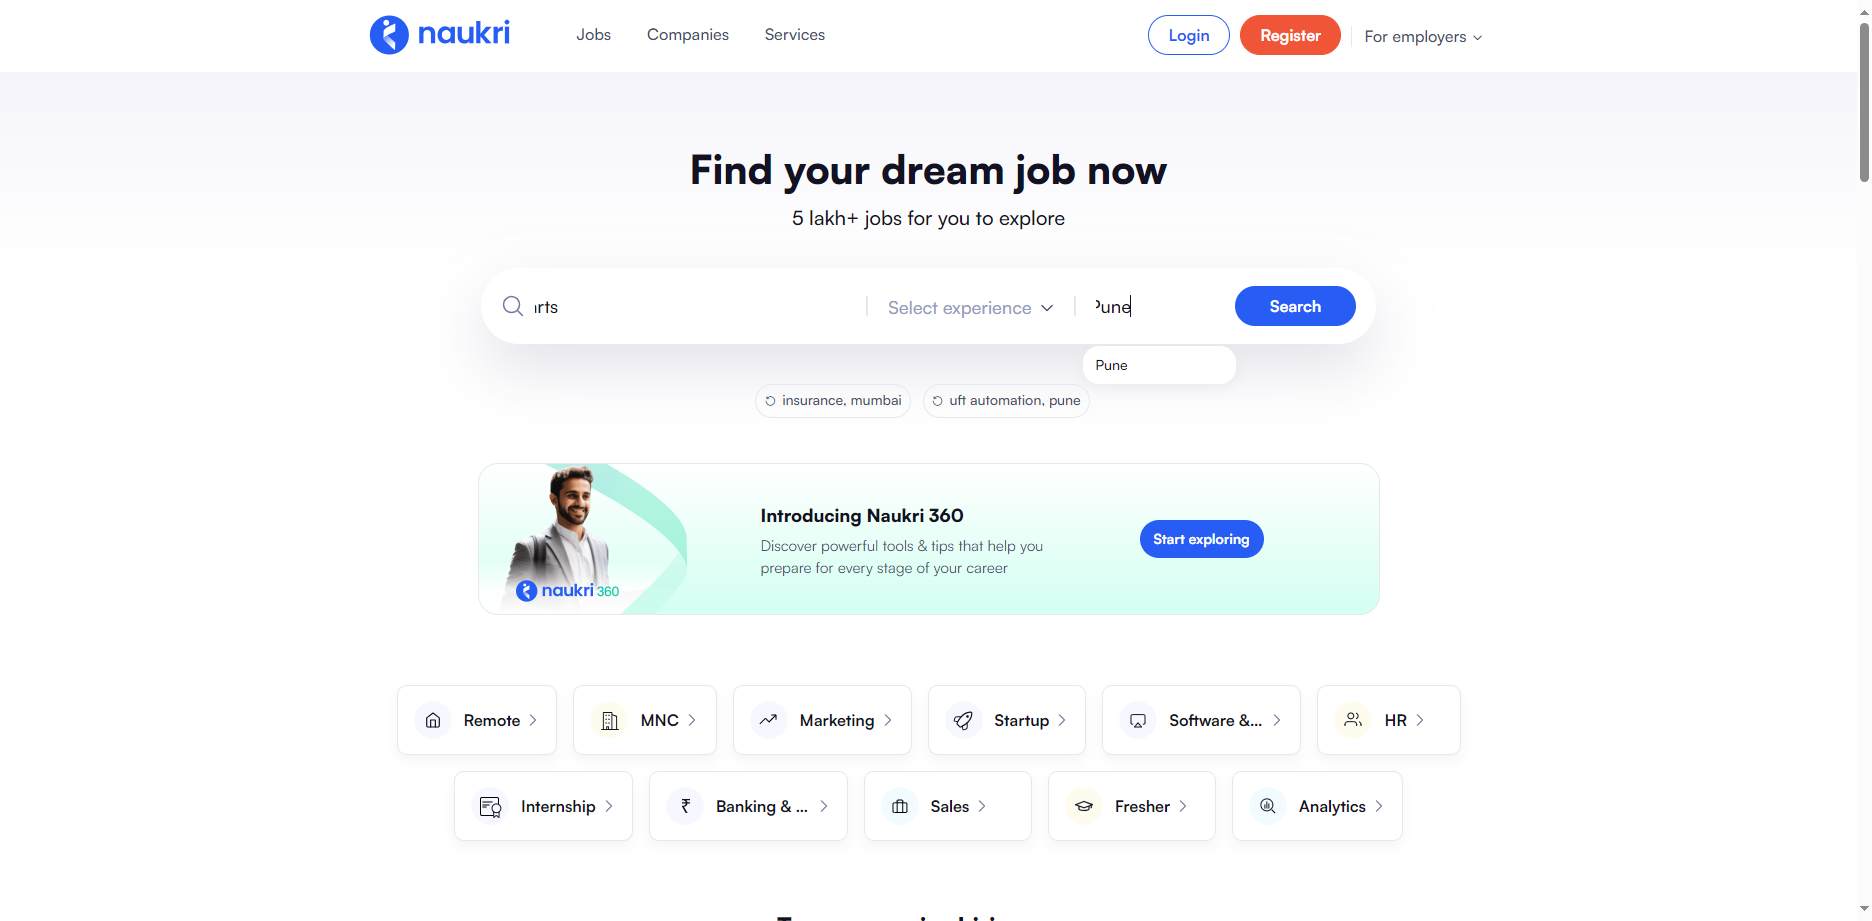 naukri
Jobs
Companies
Services
Login
Register
For employers
Find your dream job now
5 lakh+ jobs for you to explore
arts
Select experience
Pune
Search
Pune
insurance, mumbai
uft automation, pune
naukri 360
Introducing Naukri 360
Discover powerful tools & tips that help you
prepare for every stage of your career
Start exploring
Remote
MNC
Marketing
Startup
Software &...
HR
Internship
Banking & ...
Sales
Fresher
Analytics